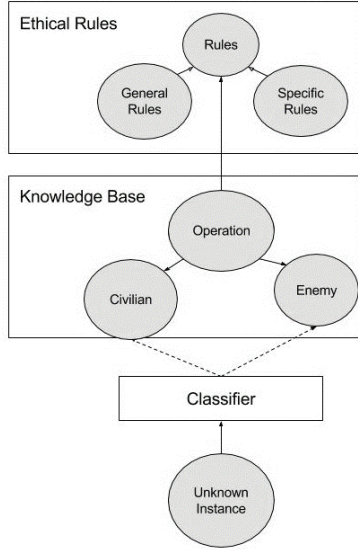 Ethical Rules
Rules
General
Rules
Specific
Rules
Knowledge Base
Operation
Civilian
Enemy
Classifier
Unknown
Instance